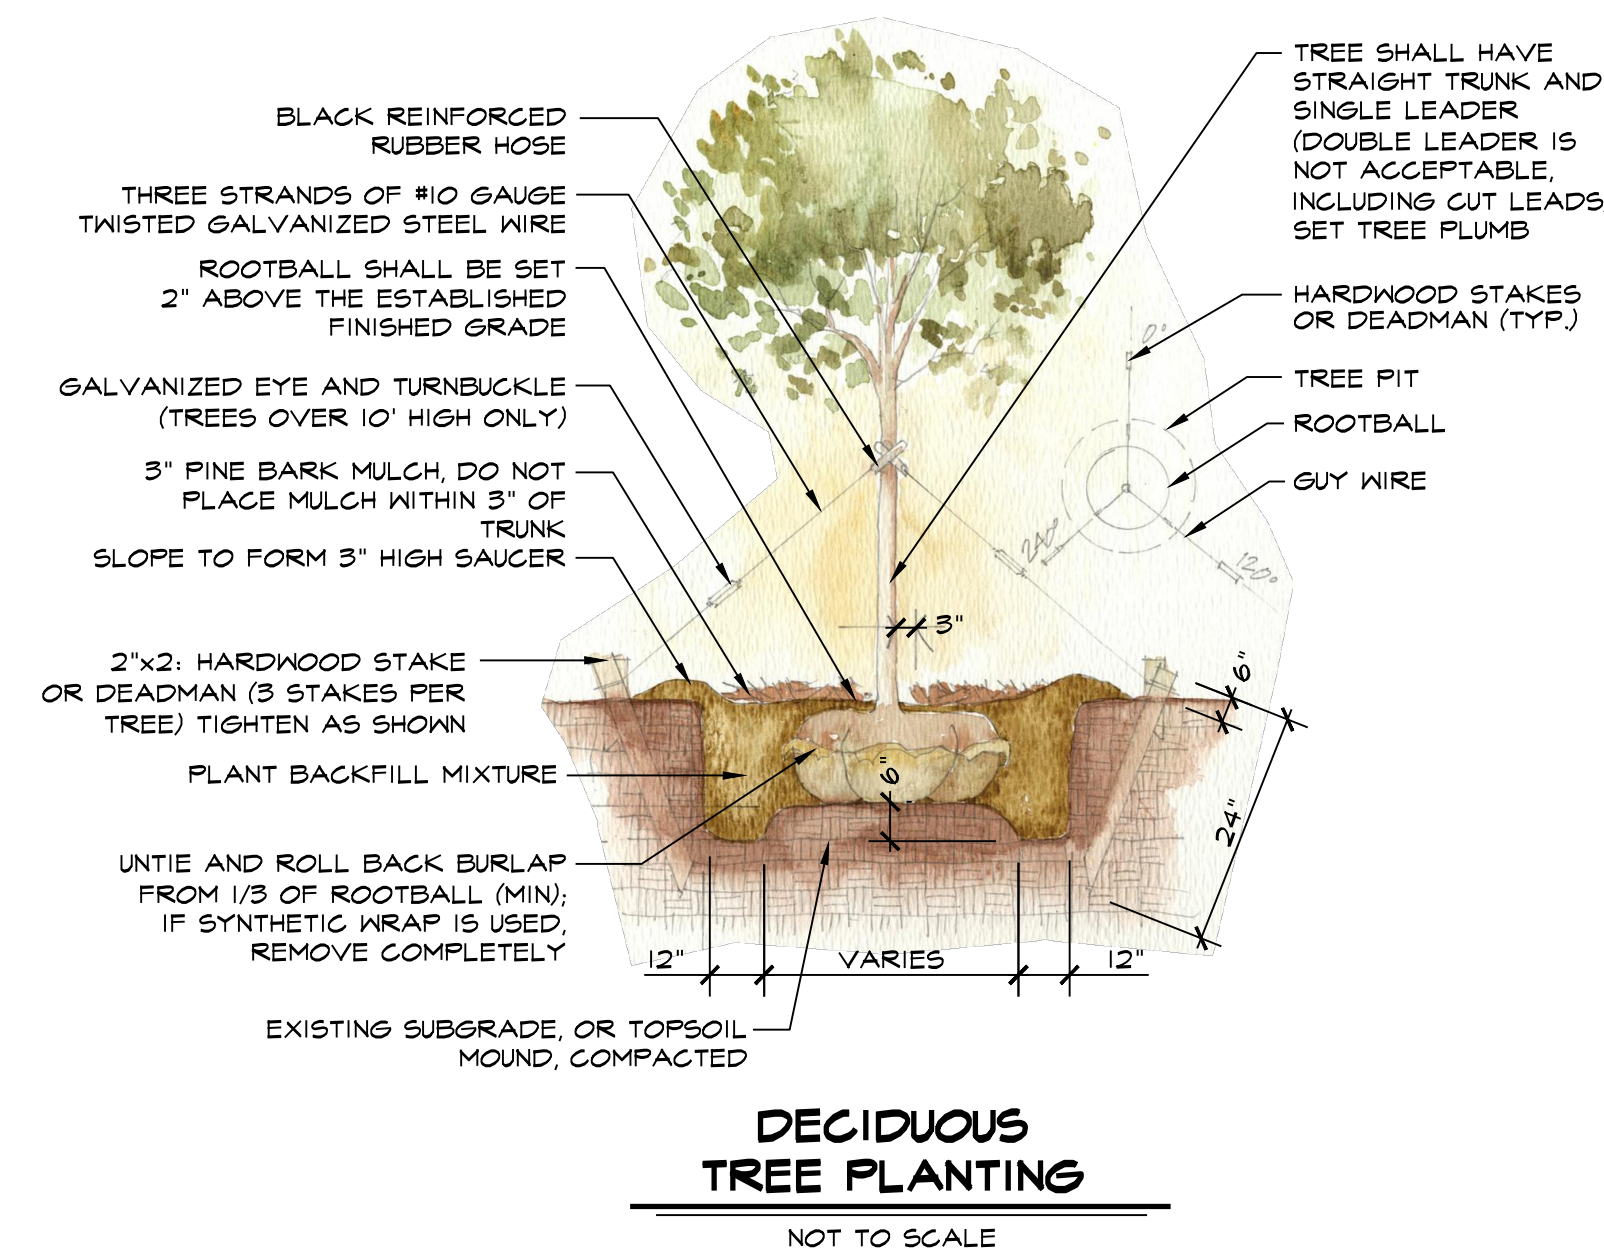 BLACK REINFORCED
RUBBER HOSE
THREE STRANDS OF #10 GAUGE
TWISTED GALVANIZED STEEL WIRE
ROOTBALL SHALL BE SET
2" ABOVE THE ESTABLISHED
FINISHED GRADE
GALVANIZED EYE AND TURNBUCKLE
(TREES OVER 10' HIGH ONLY)
3" PINE BARK MULCH, DO NOT
PLACE MULCH WITHIN 3" OF
TRUNK
SLOPE TO FORM 3" HIGH SAUCER
2"x2: HARDWOOD STAKE
OR DEADMAN (3 STAKES PER
TREE) TIGHTEN AS SHOWN
PLANT BACKFILL MIXTURE
UNTIE AND ROLL BACK BURLAP
FROM 1/3 OF ROOTBALL (MIN);
IF SYNTHETIC WRAP IS USED,
REMOVE COMPLETELY
EXISTING SUBGRADE, OR TOPSOIL
MOUND, COMPACTED
TREE SHALL HAVE
STRAIGHT TRUNK AND
SINGLE LEADER
(DOUBLE LEADER IS
NOT ACCEPTABLE,
INCLUDING CUT LEADS
SET TREE PLUMB
HARDWOOD STAKES
OR DEADMAN (TYP.)
TREE PIT
ROOTBALL
GUY WIRE
0°
240°
120°
3"
6"
6"
24"
12"
VARIES
12"
DECIDUOUS
TREE PLANTING
NOT TO SCALE